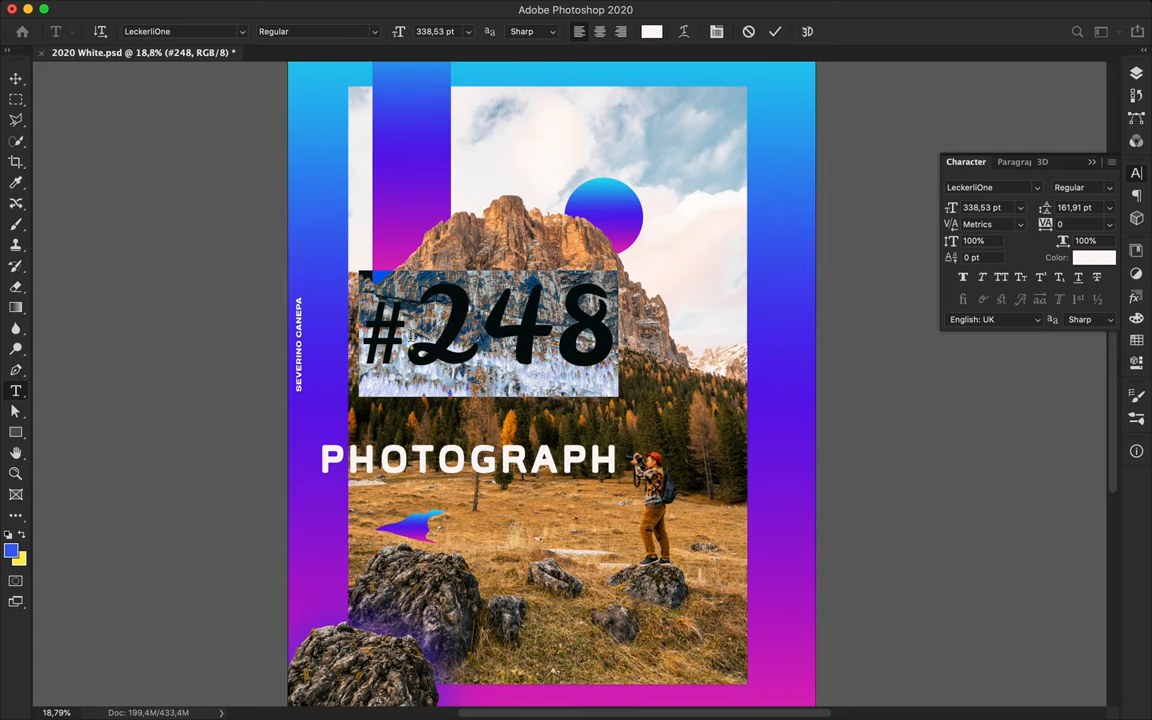 Adobe Photoshop 2020
LeckerliOne Regular 338,53 pt Sharp 3D
2020 White.psd @ 18,8% (#248, RGB/8) *
Character Paragra 3D
LeckerliOne Regular
338,53 pt 161,91 pt
Metrics 0
100% 100%
0 pt Color:
English: UK Sharp
#248
SEVERINO CANEPA
PHOTOGRAPH
18,79% Doc: 199,4M/433,4M